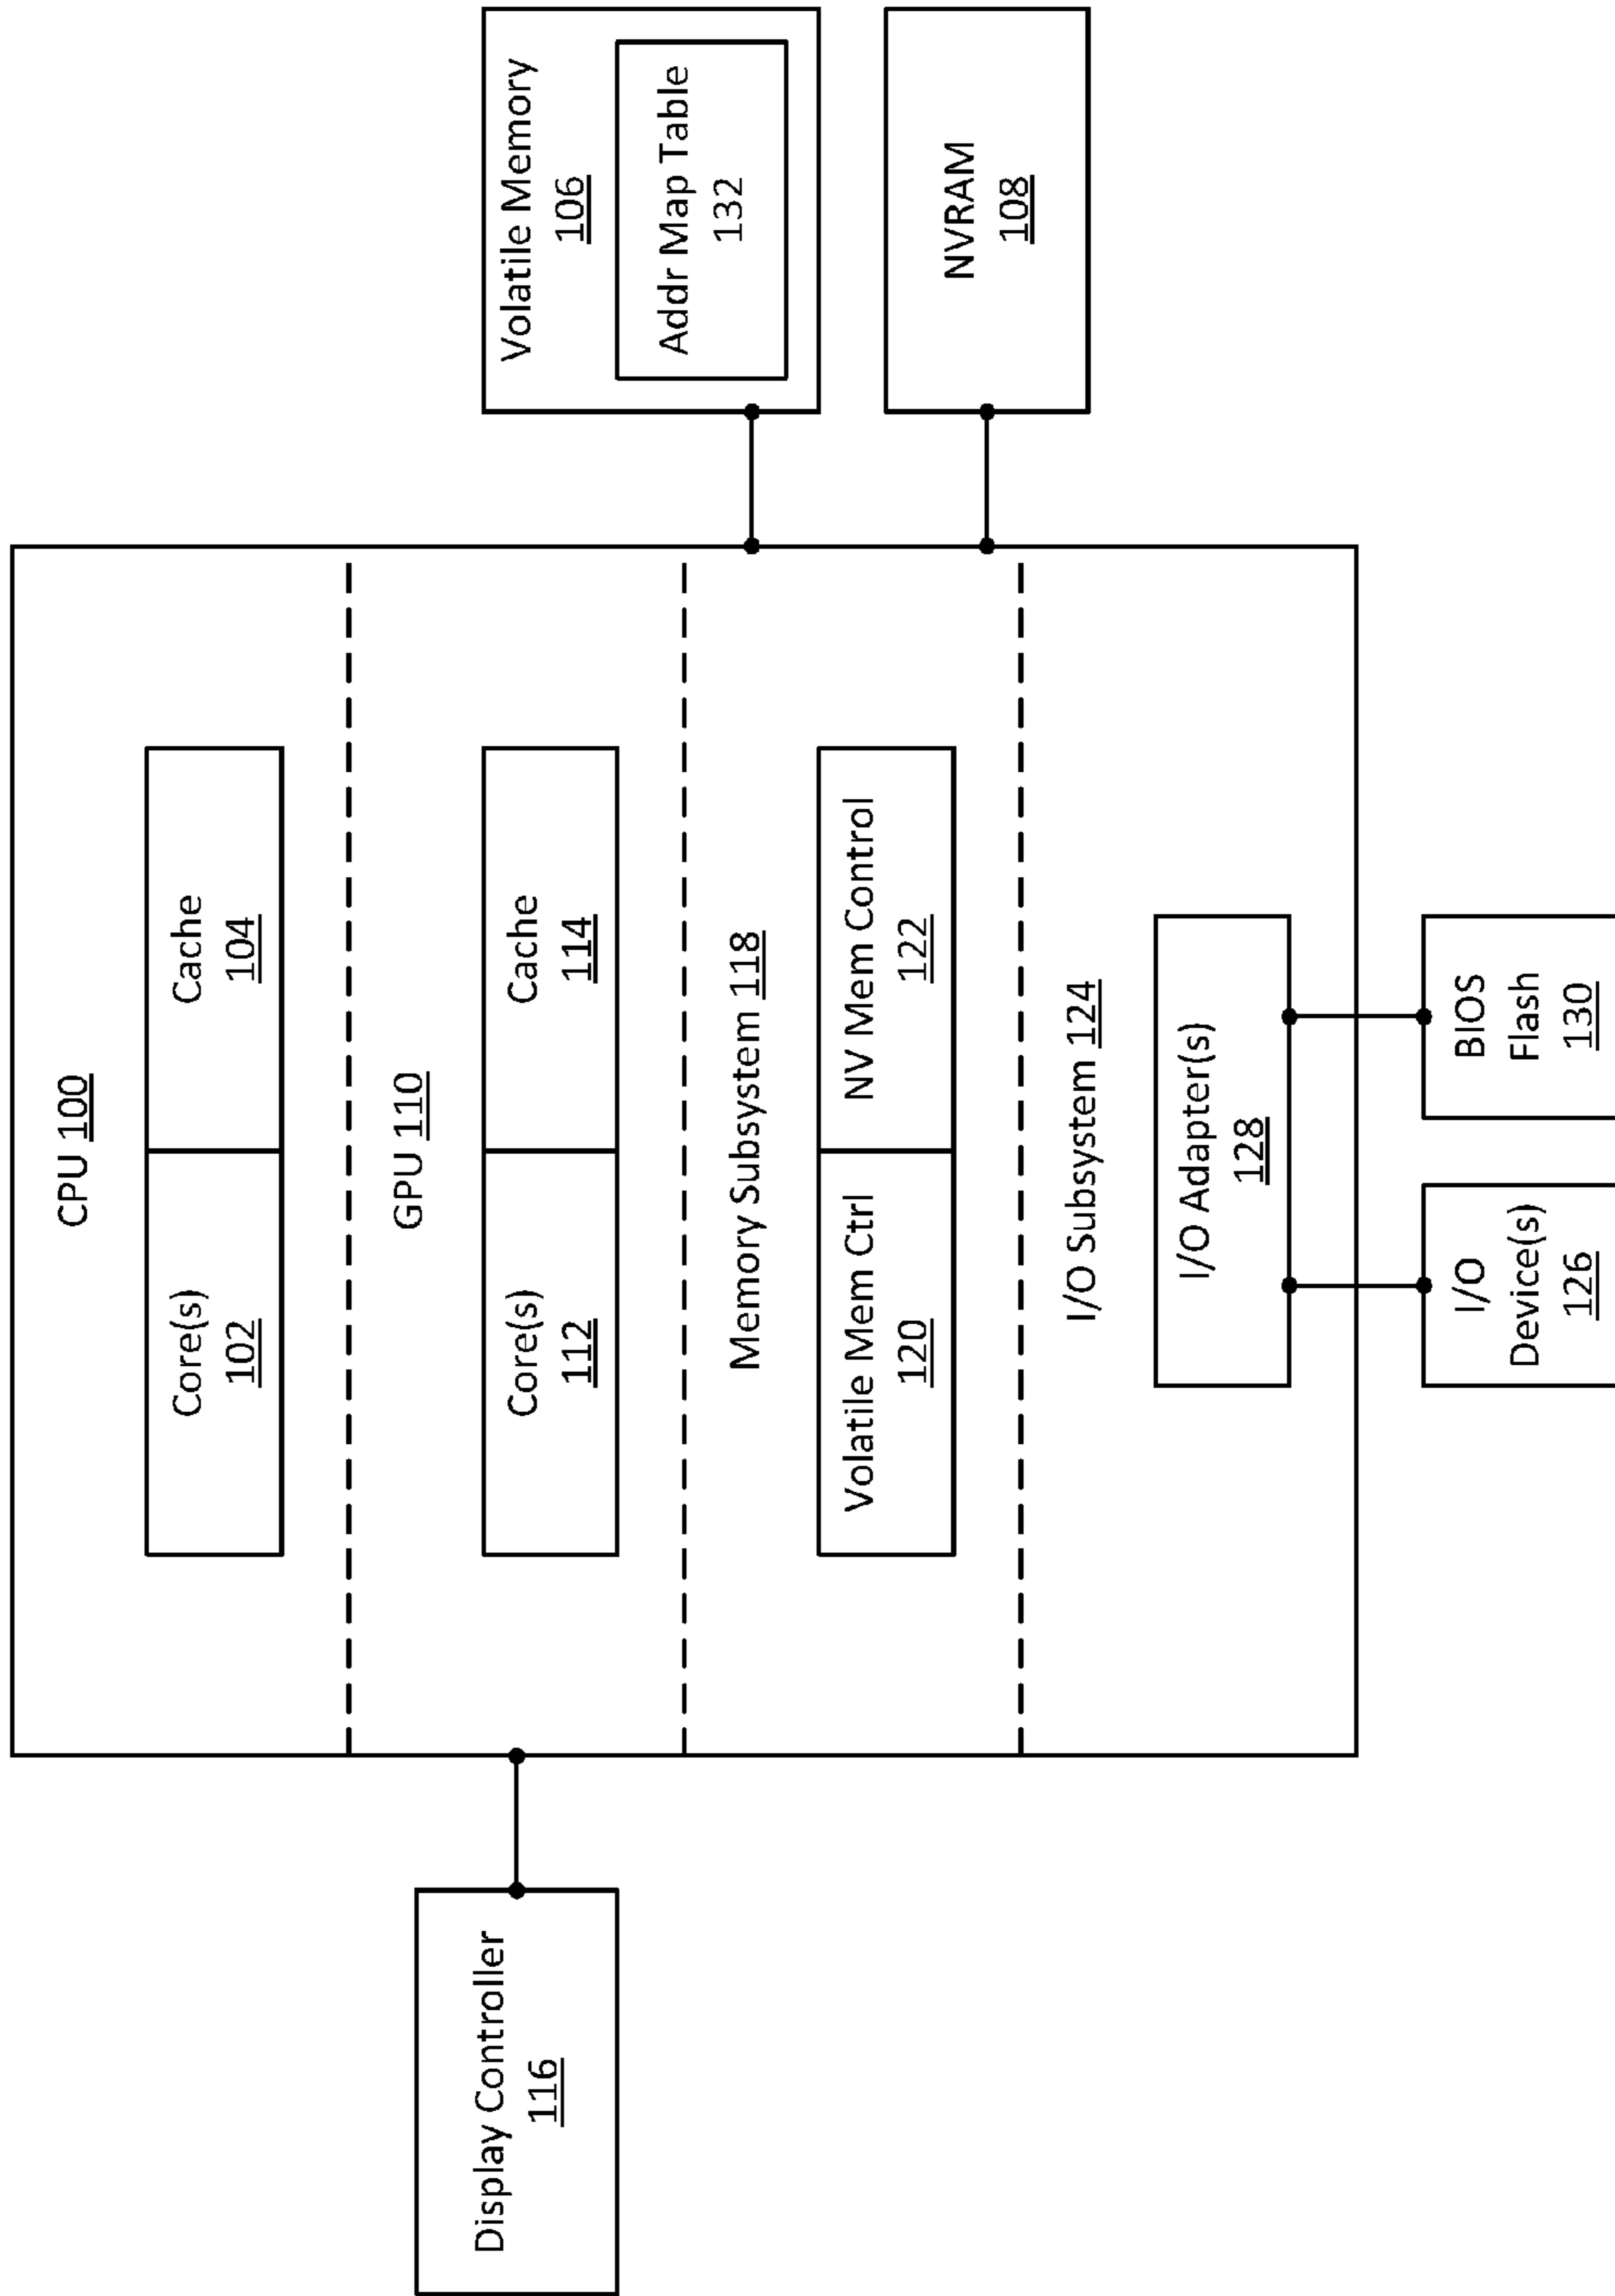 CPU 100
Core(s)
102
Cache
104
GPU 110
Core(s)
112
Cache
114
Memory Subsystem 118
Volatile Mem Ctrl
120
NV Mem Control
122
I/O Subsystem 124
I/O Adapter(s)
128
I/O
Device(s)
126
BIOS
Flash
130
Display Controller
116
Volatile Memory
106
Addr Map Table
132
NVRAM
108